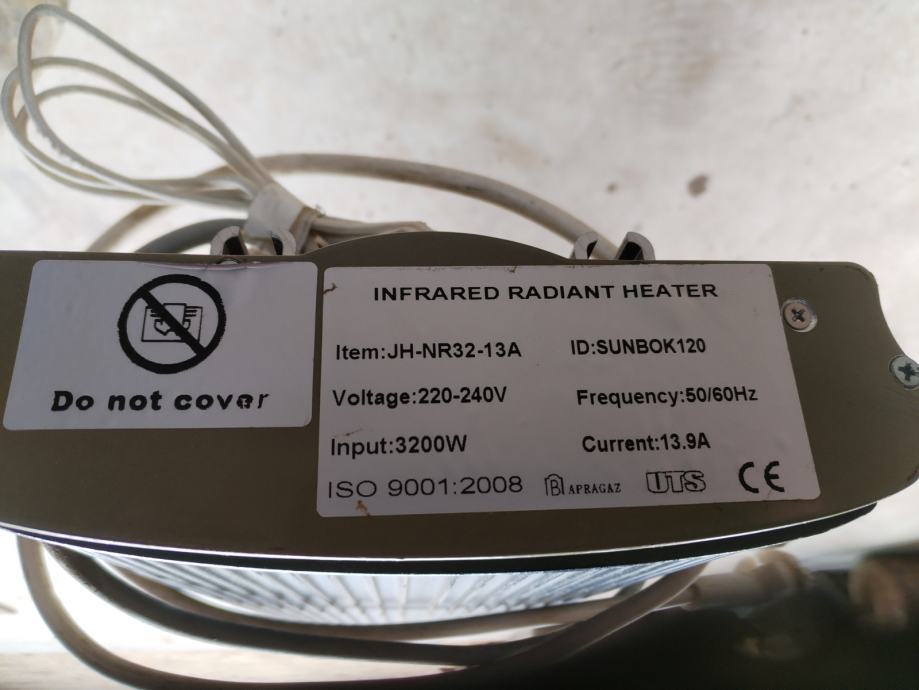 Do not cover
INFRARED RADIANT HEATER
Item:JH-NR32-13A ID:SUNBOK120
Voltage:220-240V Frequency:50/60Hz
Input:3200W Current:13.9A
ISO 9001:2008 APRAGAZ UTS CE